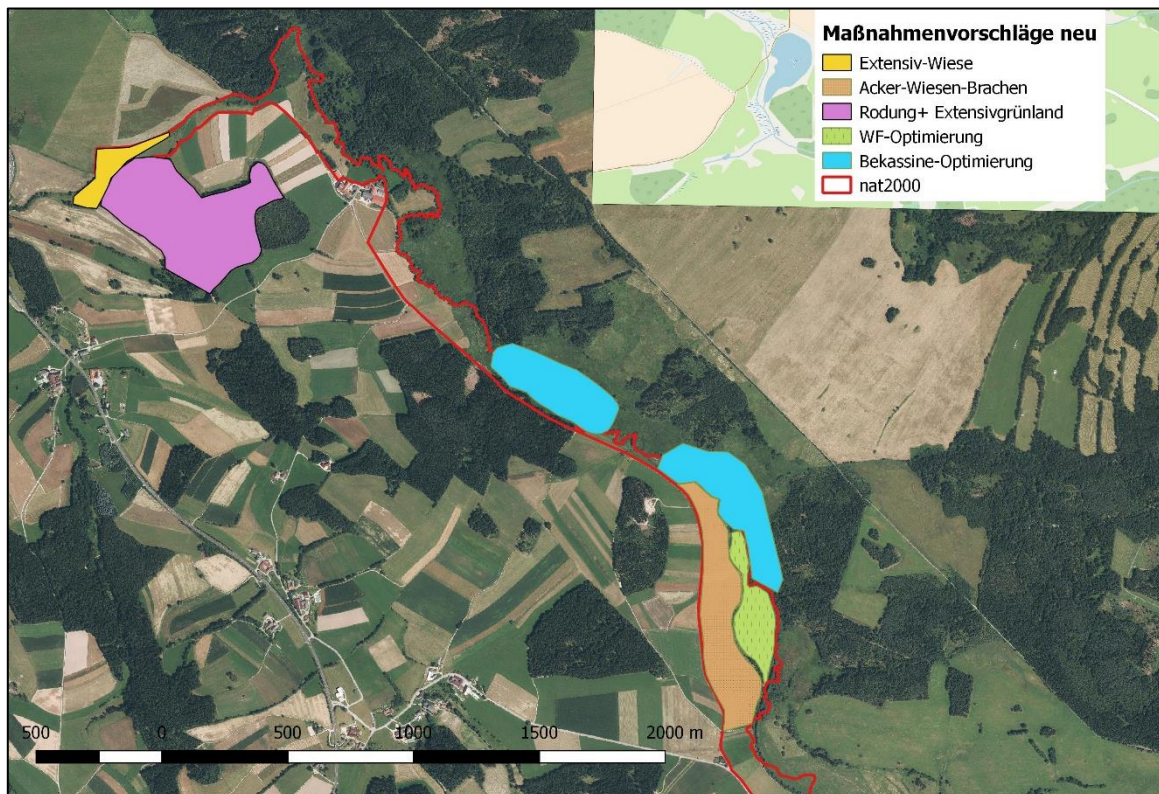 Maßnahmenvorschläge neu
Extensiv-Wiese
Acker-Wiesen-Brachen
Rodung+ Extensivgrünland
WF-Optimierung
Bekassine-Optimierung
nat2000
500 0 500 1000 1500 2000 m